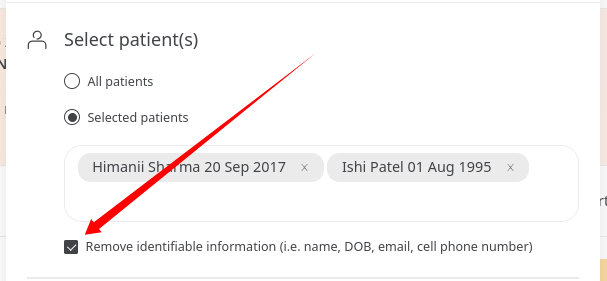 Select patient(s)
All patients
Selected patients
Himanii Sharma 20 Sep 2017 × Ishi Patel 01 Aug 1995 ×
Remove identifiable information (i.e. name, DOB, email, cell phone number)